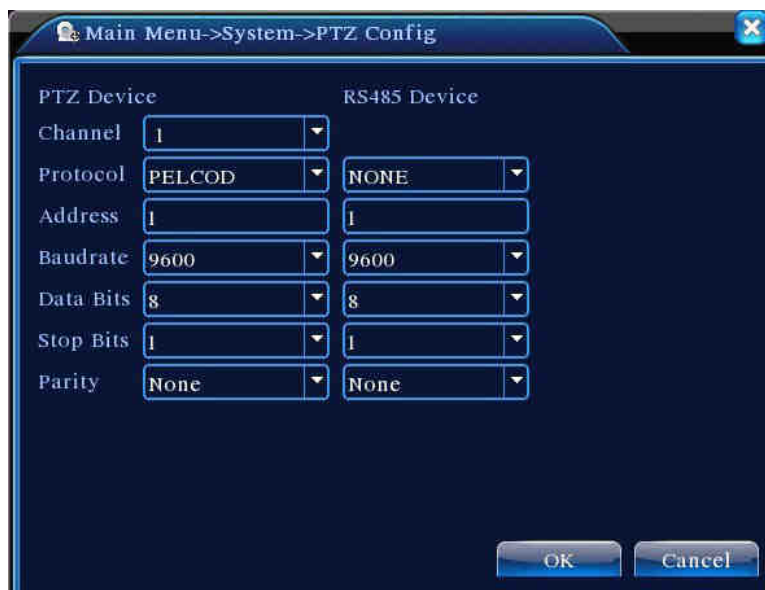 Main Menu->System->PTZ Config
PTZ Device RS485 Device
Channel 1
Protocol PELCOD NONE
Address 1 1
Baudrate 9600 9600
Data Bits 8 8
Stop Bits 1 1
Parity None None
OK Cancel